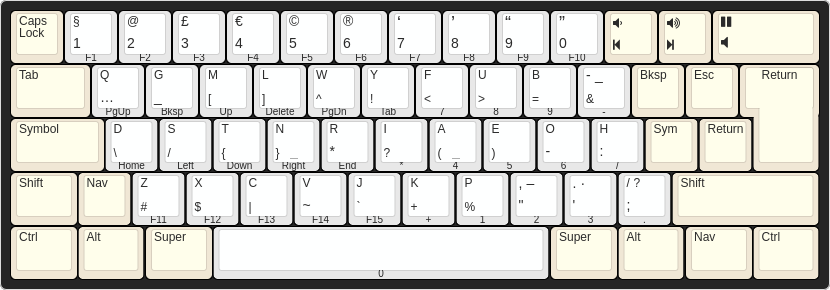 Caps Lock § 1 F1 @ 2 F2 £ 3 F3 € 4 F4 © 5 F5 ® 6 F6 ‘ 7 F7 ’ 8 F8 “ 9 F9 ” 0 F10
Tab Q … PgUp G _ Bksp M [ Up L ] Delete W ^ PgDn Y ! Tab F < 7 U > 8 B = 9 - _ & - Bksp Esc Return
Symbol D \ Home S / Left T { Down N } _ Right R * End I ? * A ( _ 4 E ) 5 O - 6 H : / Sym Return
Shift Nav Z # F11 X $ F12 C | F13 V ~ F14 J ` F15 K + + P % 1 , – " 2 . · ' 3 / ? ; . Shift
Ctrl Alt Super 0 Super Alt Nav Ctrl